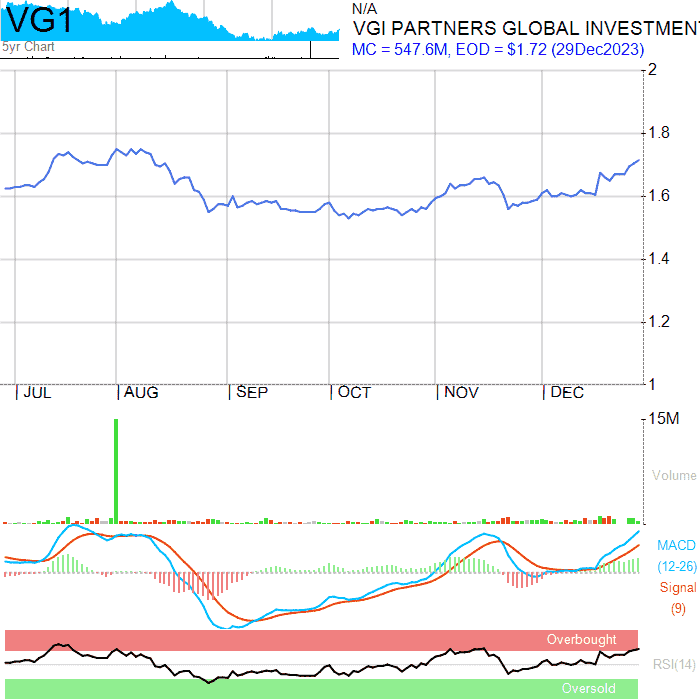 VG1
5yr Chart
N/A
VGI PARTNERS GLOBAL INVESTMEN
MC = 547.6M, EOD = $1.72 (29Dec2023)
2
1.8
1.6
1.4
1.2
1
JUL AUG SEP OCT NOV DEC
15M
Volume
MACD
(12-26)
Signal
(9)
Overbought
RSI(14)
Oversold